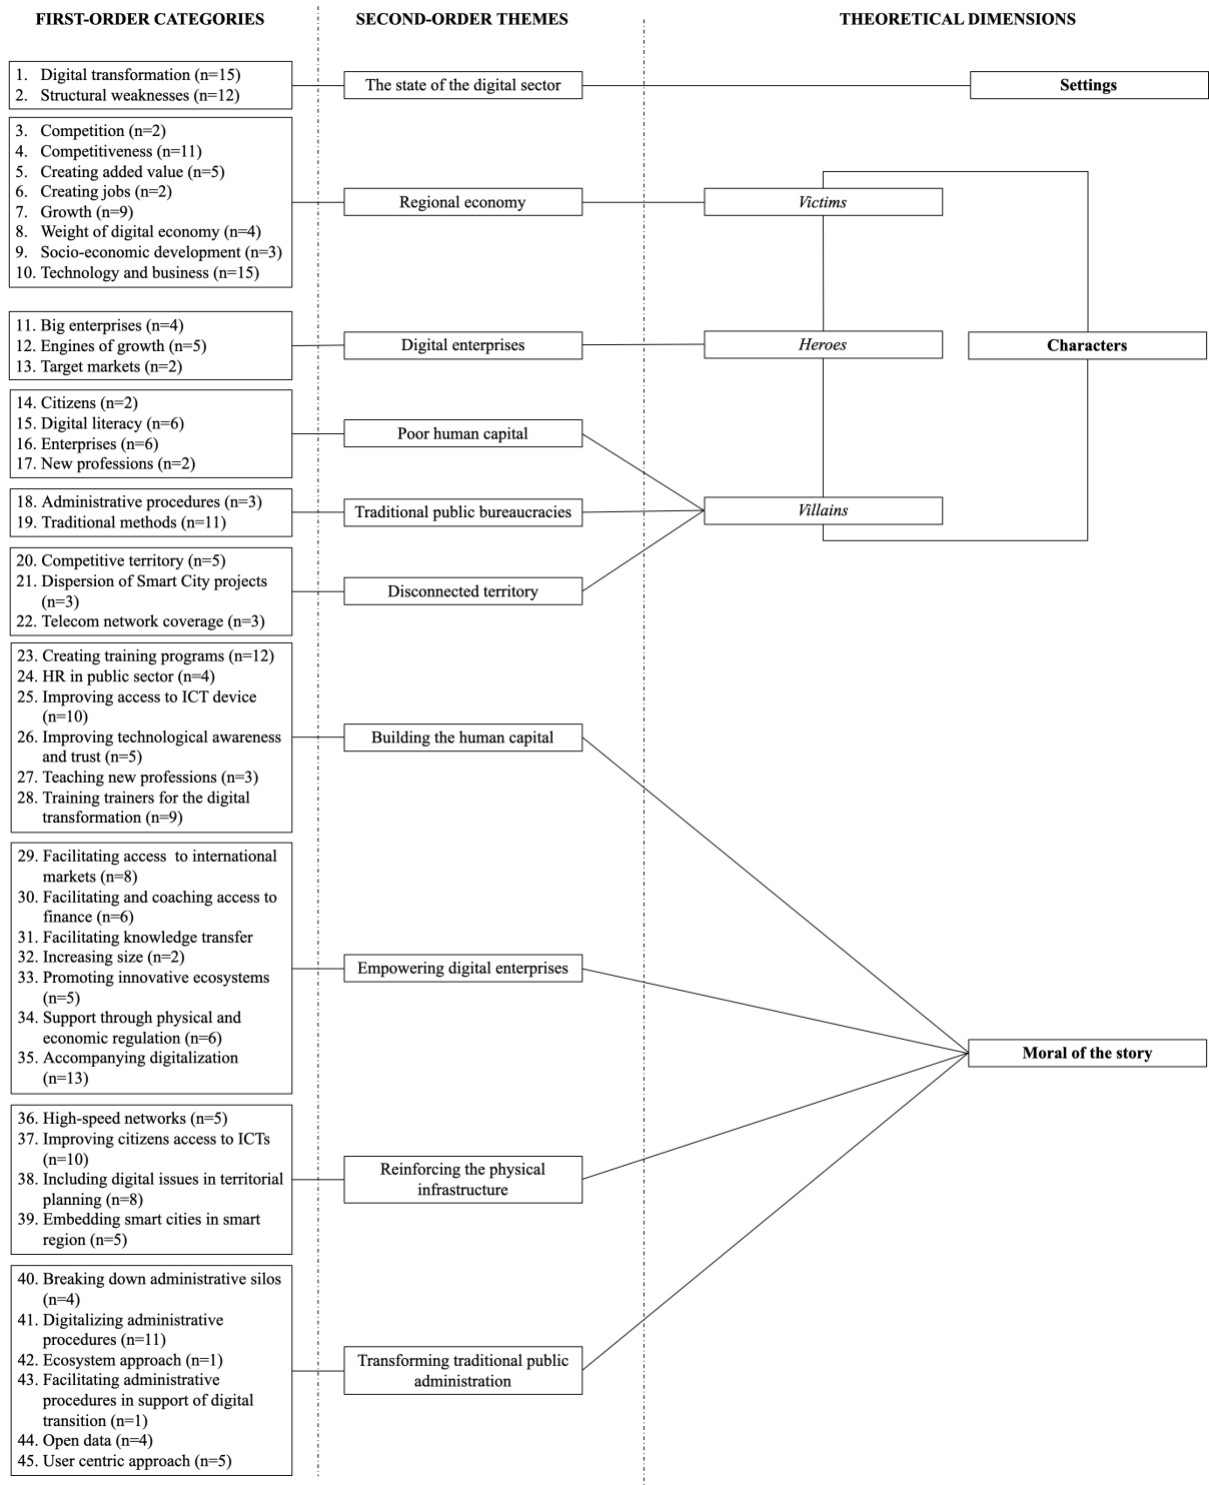 FIRST-ORDER CATEGORIES
SECOND-ORDER THEMES
THEORETICAL DIMENSIONS
1. Digital transformation (n=15)
2. Structural weaknesses (n=12)
The state of the digital sector
Settings
3. Competition (n=2)
4. Competitiveness (n=11)
5. Creating added value (n=5)
6. Creating jobs (n=2)
7. Growth (n=9)
8. Weight of digital economy (n=4)
9. Socio-economic development (n=3)
10. Technology and business (n=15)
Regional economy
Victims
11. Big enterprises (n=4)
12. Engines of growth (n=5)
13. Target markets (n=2)
Digital enterprises
Heroes
Characters
14. Citizens (n=2)
15. Digital literacy (n=6)
16. Enterprises (n=6)
17. New professions (n=2)
Poor human capital
18. Administrative procedures (n=3)
19. Traditional methods (n=11)
Traditional public bureaucracies
Villains
20. Competitive territory (n=5)
21. Dispersion of Smart City projects
(n=3)
22. Telecom network coverage (n=3)
Disconnected territory
23. Creating training programs (n=12)
24. HR in public sector (n=4)
25. Improving access to ICT device
(n=10)
26. Improving technological awareness
and trust (n=5)
27. Teaching new professions (n=3)
28. Training trainers for the digital
transformation (n=9)
Building the human capital
29. Facilitating access to international
markets (n=8)
30. Facilitating and coaching access to
finance (n=6)
31. Facilitating knowledge transfer
32. Increasing size (n=2)
33. Promoting innovative ecosystems
(n=5)
34. Support through physical and
economic regulation (n=6)
35. Accompanying digitalization
(n=13)
Empowering digital enterprises
Moral of the story
36. High-speed networks (n=5)
37. Improving citizens access to ICTs
(n=10)
38. Including digital issues in territorial
planning (n=8)
39. Embedding smart cities in smart
region (n=5)
Reinforcing the physical
infrastructure
40. Breaking down administrative silos
(n=4)
41. Digitalizing administrative
procedures (n=11)
42. Ecosystem approach (n=1)
43. Facilitating administrative
procedures in support of digital
transition (n=1)
44. Open data (n=4)
45. User centric approach (n=5)
Transforming traditional public
administration